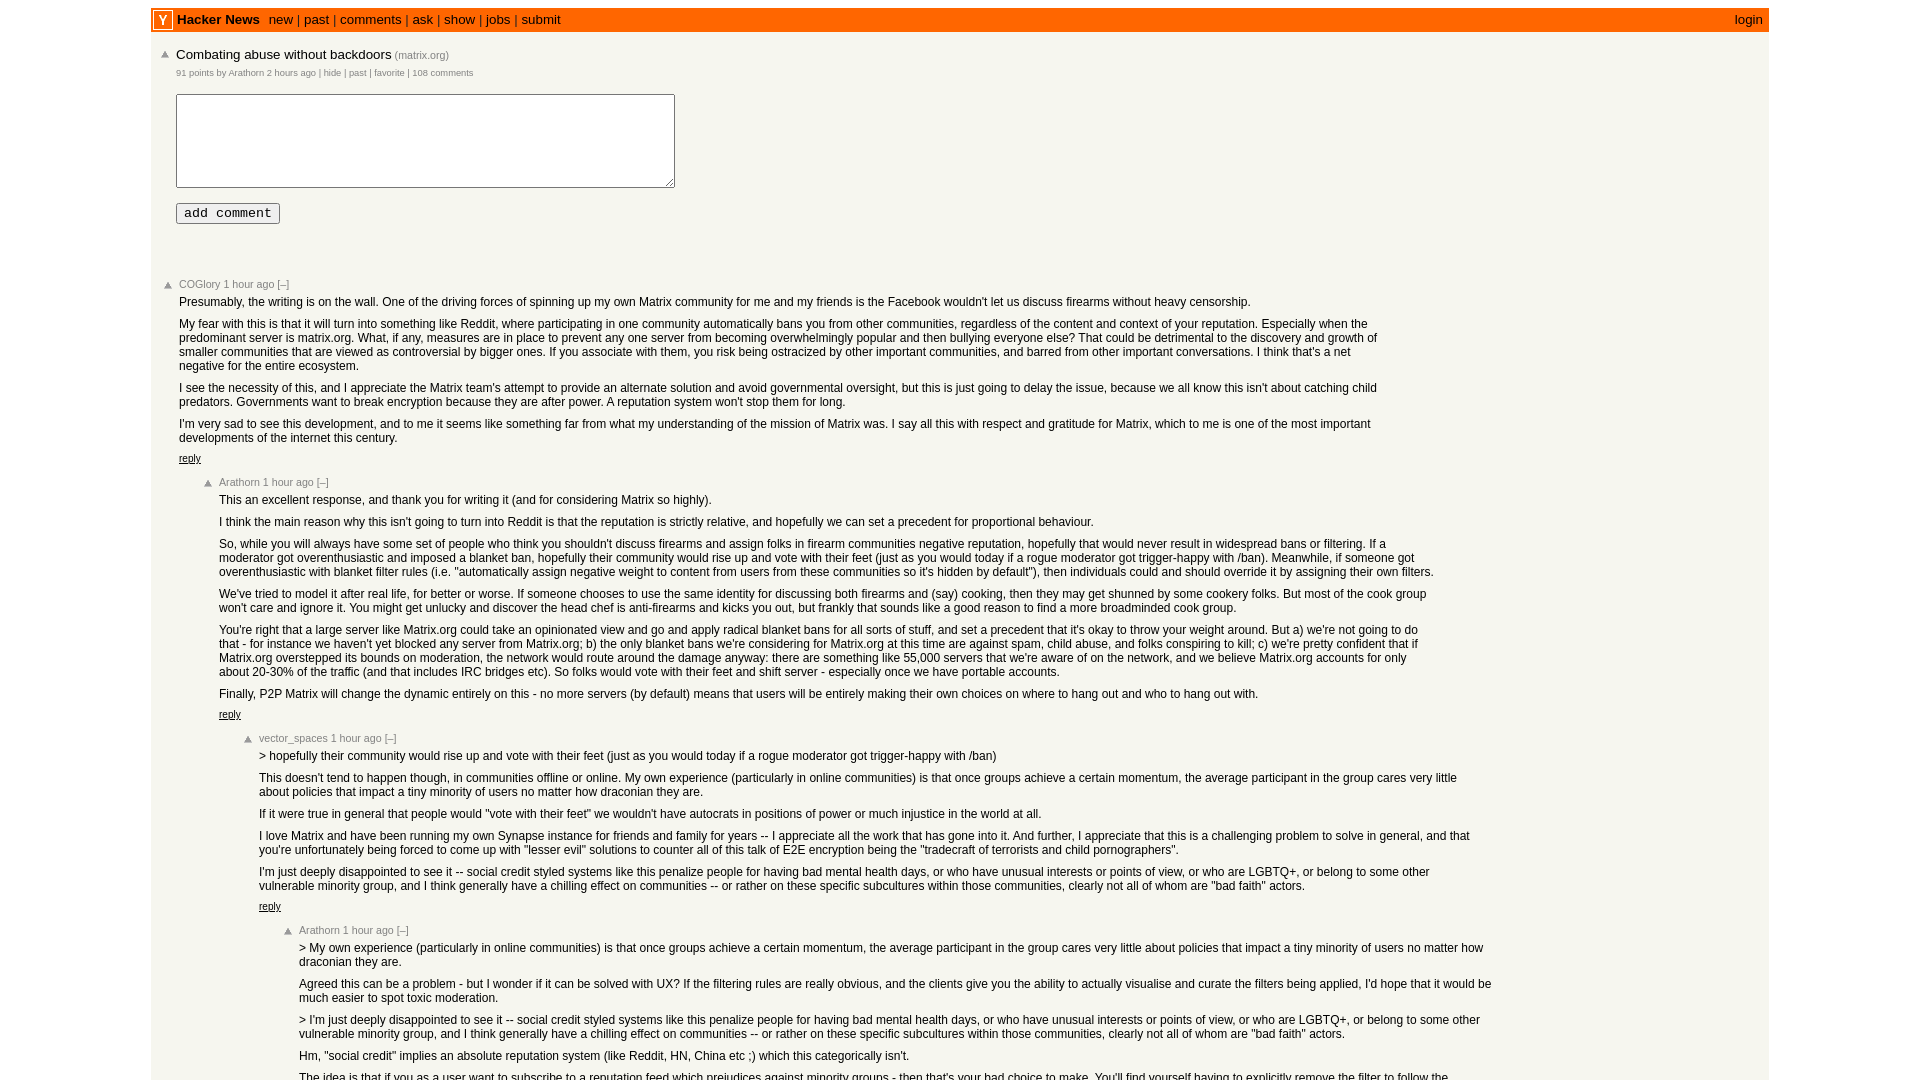 Y Hacker News new | past | comments | ask | show | jobs | submit login
Combating abuse without backdoors (matrix.org)
91 points by Arathorn 2 hours ago | hide | past | favorite | 108 comments
add comment
COGlory 1 hour ago [–]
Presumably, the writing is on the wall. One of the driving forces of spinning up my own Matrix community for me and my friends is the Facebook wouldn't let us discuss firearms without heavy censorship.
My fear with this is that it will turn into something like Reddit, where participating in one community automatically bans you from other communities, regardless of the content and context of your reputation. Especially when the
predominant server is matrix.org. What, if any, measures are in place to prevent any one server from becoming overwhelmingly popular and then bullying everyone else? That could be detrimental to the discovery and growth of
smaller communities that are viewed as controversial by bigger ones. If you associate with them, you risk being ostracized by other important communities, and barred from other important conversations. I think that's a net
negative for the entire ecosystem.
I see the necessity of this, and I appreciate the Matrix team's attempt to provide an alternate solution and avoid governmental oversight, but this is just going to delay the issue, because we all know this isn't about catching child
predators. Governments want to break encryption because they are after power. A reputation system won't stop them for long.
I'm very sad to see this development, and to me it seems like something far from what my understanding of the mission of Matrix was. I say all this with respect and gratitude for Matrix, which to me is one of the most important
developments of the internet this century.
reply
Arathorn 1 hour ago [–]
This an excellent response, and thank you for writing it (and for considering Matrix so highly).
I think the main reason why this isn't going to turn into Reddit is that the reputation is strictly relative, and hopefully we can set a precedent for proportional behaviour.
So, while you will always have some set of people who think you shouldn't discuss firearms and assign folks in firearm communities negative reputation, hopefully that would never result in widespread bans or filtering. If a
moderator got overenthusiastic and imposed a blanket ban, hopefully their community would rise up and vote with their feet (just as you would today if a rogue moderator got trigger-happy with /ban). Meanwhile, if someone got
overenthusiastic with blanket filter rules (i.e. "automatically assign negative weight to content from users from these communities so it's hidden by default"), then individuals could and should override it by assigning their own filters.
We've tried to model it after real life, for better or worse. If someone chooses to use the same identity for discussing both firearms and (say) cooking, then they may get shunned by some cookery folks. But most of the cook group
won't care and ignore it. You might get unlucky and discover the head chef is anti-firearms and kicks you out, but frankly that sounds like a good reason to find a more broadminded cook group.
You're right that a large server like Matrix.org could take an opinionated view and go and apply radical blanket bans for all sorts of stuff, and set a precedent that it's okay to throw your weight around. But a) we're not going to do
that - for instance we haven't yet blocked any server from Matrix.org; b) the only blanket bans we're considering for Matrix.org at this time are against spam, child abuse, and folks conspiring to kill; c) we're pretty confident that if
Matrix.org overstepped its bounds on moderation, the network would route around the damage anyway: there are something like 55,000 servers that we're aware of on the network, and we believe Matrix.org accounts for only
about 20-30% of the traffic (and that includes IRC bridges etc). So folks would vote with their feet and shift server - especially once we have portable accounts.
Finally, P2P Matrix will change the dynamic entirely on this - no more servers (by default) means that users will be entirely making their own choices on where to hang out and who to hang out with.
reply
vector_spaces 1 hour ago [–]
> hopefully their community would rise up and vote with their feet (just as you would today if a rogue moderator got trigger-happy with /ban)
This doesn't tend to happen though, in communities offline or online. My own experience (particularly in online communities) is that once groups achieve a certain momentum, the average participant in the group cares very little
about policies that impact a tiny minority of users no matter how draconian they are.
If it were true in general that people would "vote with their feet" we wouldn't have autocrats in positions of power or much injustice in the world at all.
I love Matrix and have been running my own Synapse instance for friends and family for years -- I appreciate all the work that has gone into it. And further, I appreciate that this is a challenging problem to solve in general, and that
you're unfortunately being forced to come up with "lesser evil" solutions to counter all of this talk of E2E encryption being the "tradecraft of terrorists and child pornographers".
I'm just deeply disappointed to see it -- social credit styled systems like this penalize people for having bad mental health days, or who have unusual interests or points of view, or who are LGBTQ+, or belong to some other
vulnerable minority group, and I think generally have a chilling effect on communities -- or rather on these specific subcultures within those communities, clearly not all of whom are "bad faith" actors.
reply
Arathorn 1 hour ago [–]
> My own experience (particularly in online communities) is that once groups achieve a certain momentum, the average participant in the group cares very little about policies that impact a tiny minority of users no matter how
draconian they are.
Agreed this can be a problem - but I wonder if it can be solved with UX? If the filtering rules are really obvious, and the clients give you the ability to actually visualise and curate the filters being applied, I'd hope that it would be
much easier to spot toxic moderation.
> I'm just deeply disappointed to see it -- social credit styled systems like this penalize people for having bad mental health days, or who have unusual interests or points of view, or who are LGBTQ+, or belong to some other
vulnerable minority group, and I think generally have a chilling effect on communities -- or rather on these specific subcultures within those communities, clearly not all of whom are "bad faith" actors.
Hm, "social credit" implies an absolute reputation system (like Reddit, HN, China etc ;) which this categorically isn't.
The idea is that if you as a user want to subscribe to a reputation feed which prejudices against minority groups - then that's your bad choice to make. You'll find yourself having to explicitly remove the filter to follow the